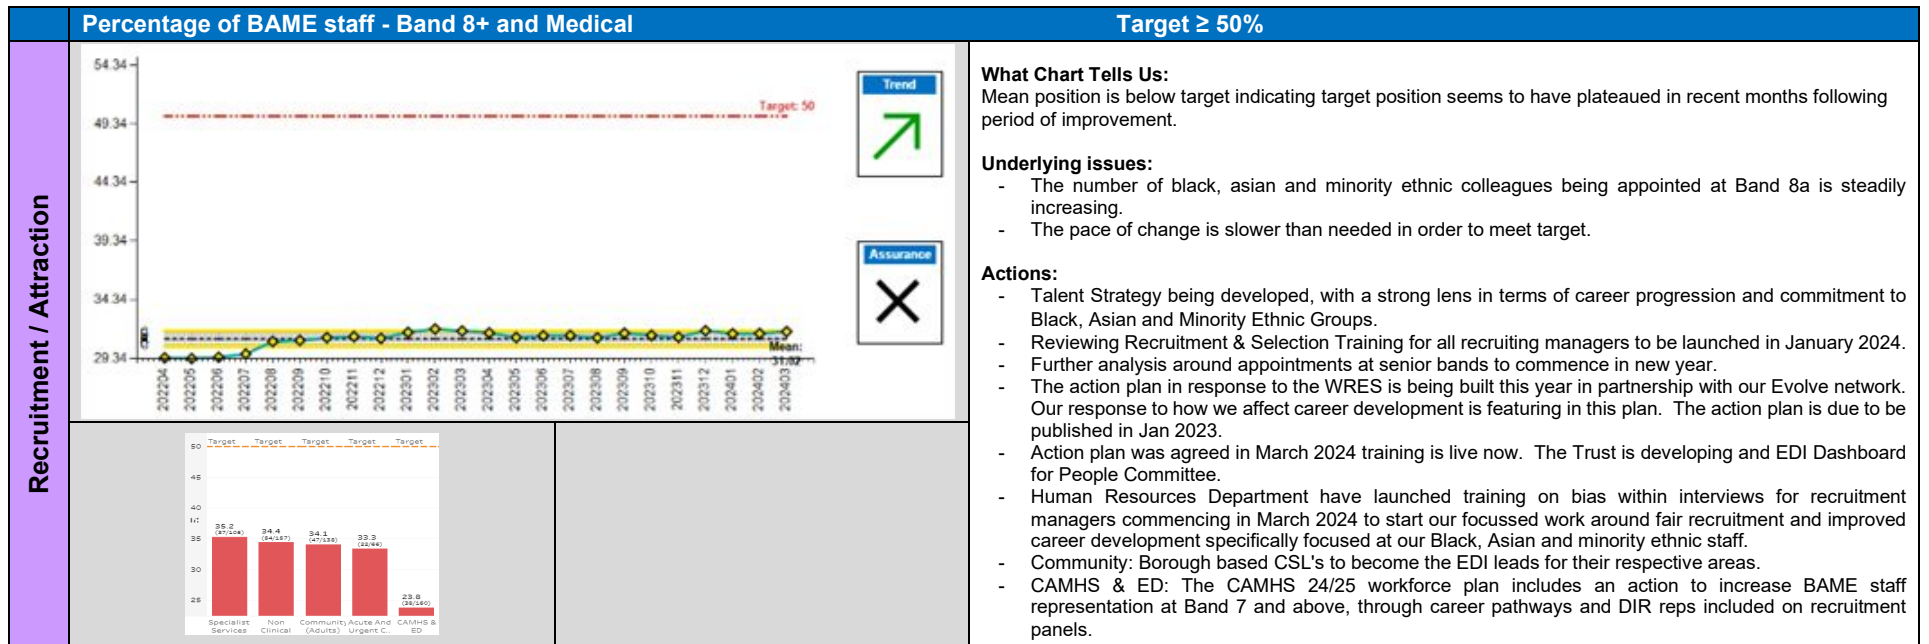 Percentage of BAME staff - Band 8+ and Medical Target ≥ 50%
Recruitment / Attraction
54.34
49.34
44.34
39.34
34.34
29.34
Target: 50
Mean:
31.02
202204 202205 202206 202207 202208 202209 202210 202211 202212 202301 202302 202303 202304 202305 202306 202307 202308 202309 202310 202311 202312 202401 202402 202403
Trend
Assurance
What Chart Tells Us:
Mean position is below target indicating target position seems to have plateaued in recent months following
period of improvement.
Underlying issues:
- The number of black, asian and minority ethnic colleagues being appointed at Band 8a is steadily
increasing.
- The pace of change is slower than needed in order to meet target.
Actions:
- Talent Strategy being developed, with a strong lens in terms of career progression and commitment to
Black, Asian and Minority Ethnic Groups.
- Reviewing Recruitment & Selection Training for all recruiting managers to be launched in January 2024.
- Further analysis around appointments at senior bands to commence in new year.
- The action plan in response to the WRES is being built this year in partnership with our Evolve network.
Our response to how we affect career development is featuring in this plan. The action plan is due to be
published in Jan 2023.
- Action plan was agreed in March 2024 training is live now. The Trust is developing and EDI Dashboard
for People Committee.
- Human Resources Department have launched training on bias within interviews for recruitment
managers commencing in March 2024 to start our focussed work around fair recruitment and improved
career development specifically focused at our Black, Asian and minority ethnic staff.
- Community: Borough based CSL's to become the EDI leads for their respective areas.
- CAMHS & ED: The CAMHS 24/25 workforce plan includes an action to increase BAME staff
representation at Band 7 and above, through career pathways and DIR reps included on recruitment
panels.
Target Target Target Target Target
50
45
40
35
30
25
35.2 34.4 34.1 33.3 23.8
(47/138) (22/66) (38/160)
Specialist Non Community Acute And CAMHS &
Services Clinical (Adults) Urgent C.. ED